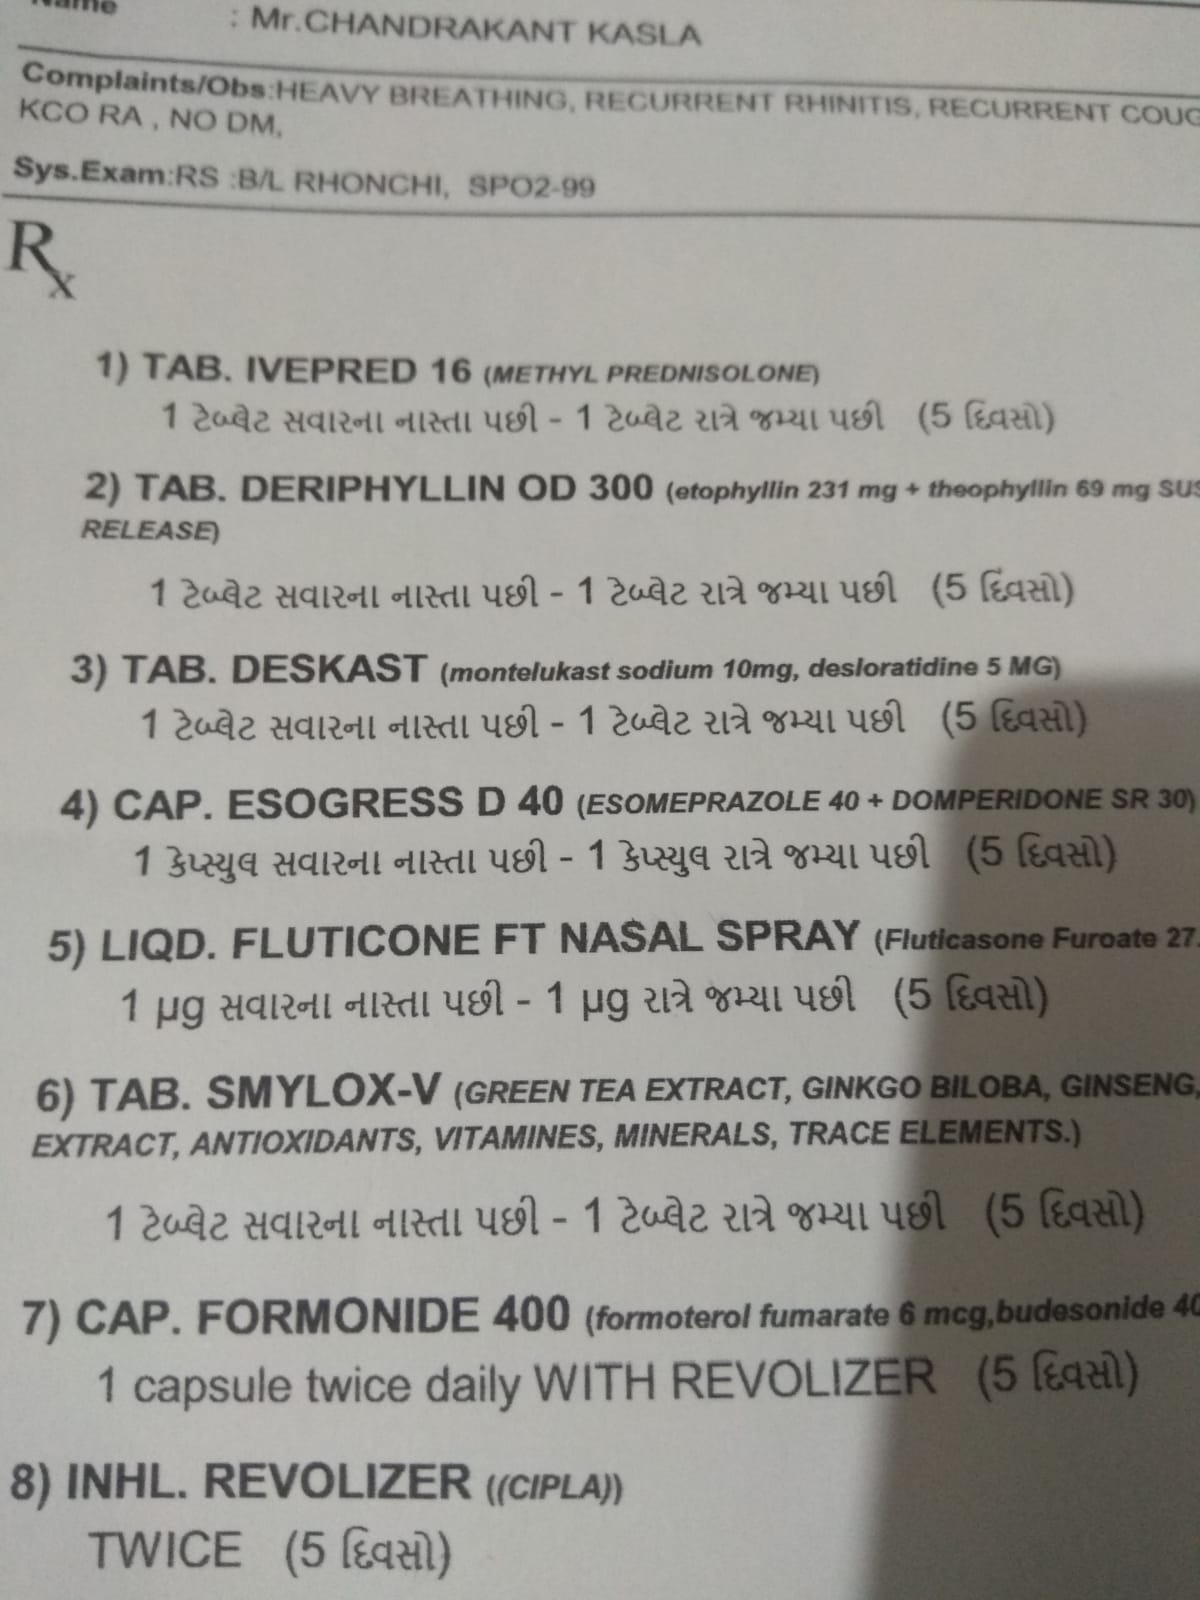 Name : Mr.CHANDRAKANT KASLA
Complaints/Obs:HEAVY BREATHING, RECURRENT RHINITIS, RECURRENT COUG
KCO RA , NO DM,
Sys.Exam:RS :B/L RHONCHI, SPO2-99
Rx
1) TAB. IVEPRED 16 (METHYL PREDNISOLONE)
1 ટેબ્લેટ સવારના નાસ્તા પછી - 1 ટેબ્લેટ રાત્રે જમ્યા પછી (5 દિવસો)
2) TAB. DERIPHYLLIN OD 300 (etophyllin 231 mg + theophyllin 69 mg SUS
RELEASE)
1 ટેબ્લેટ સવારના નાસ્તા પછી - 1 ટેબ્લેટ રાત્રે જમ્યા પછી (5 દિવસો)
3) TAB. DESKAST (montelukast sodium 10mg, desloratidine 5 MG)
1 ટેબ્લેટ સવારના નાસ્તા પછી - 1 ટેબ્લેટ રાત્રે જમ્યા પછી (5 દિવસો)
4) CAP. ESOGRESS D 40 (ESOMEPRAZOLE 40 + DOMPERIDONE SR 30)
1 કેપ્સ્યુલ સવારના નાસ્તા પછી - 1 કેપ્સ્યુલ રાત્રે જમ્યા પછી (5 દિવસો)
5) LIQD. FLUTICONE FT NASAL SPRAY (Fluticasone Furoate 27.
1 µg સવારના નાસ્તા પછી - 1 µg રાત્રે જમ્યા પછી (5 દિવસો)
6) TAB. SMYLOX-V (GREEN TEA EXTRACT, GINKGO BILOBA, GINSENG,
EXTRACT, ANTIOXIDANTS, VITAMINES, MINERALS, TRACE ELEMENTS.)
1 ટેબ્લેટ સવારના નાસ્તા પછી - 1 ટેબ્લેટ રાત્રે જમ્યા પછી (5 દિવસો)
7) CAP. FORMONIDE 400 (formoterol fumarate 6 mcg,budesonide 40
1 capsule twice daily WITH REVOLIZER (5 દિવસો)
8) INHL. REVOLIZER ((CIPLA))
TWICE (5 દિવસો)